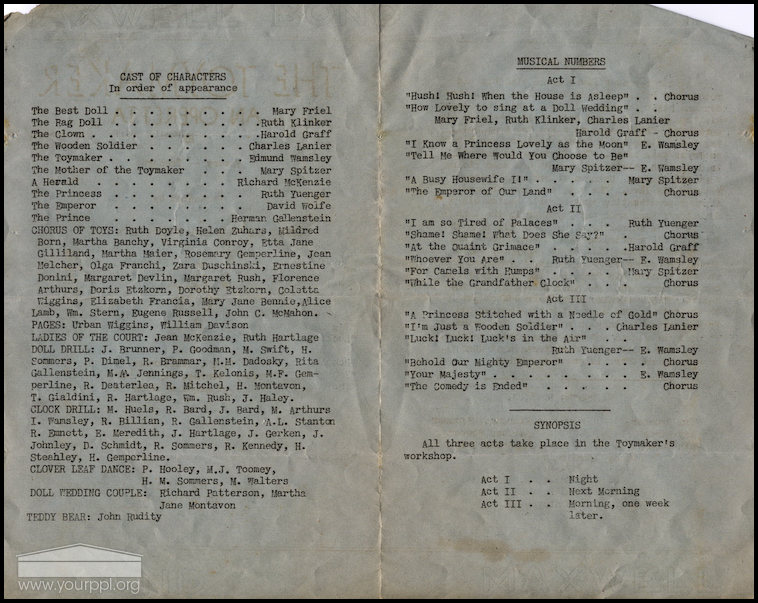 CAST OF CHARACTERS
In order of appearance
The Best Doll . . . . . . . . . . Mary Friel
The Rag Doll . . . . . . . . . .Ruth Klinker
The Clown . . . . . . . . . . . .Harold Graff
The Wooden Soldier . . . . . . Charles Lanier
The Toymaker . . . . . . . . . Edmund Wamsley
The Mother of the Toymaker . . . Mary Spitzer
A Herald . . . . . . . . . . Richard McKenzie
The Princess . . . . . . . . . . Ruth Yuenger
The Emperor . . . . . . . . . . . David Wolfe
The Prince . . . . . . . . Herman Gallenstein
CHORUS OF TOYS: Ruth Doyle, Helen Zuhars, Mildred
Born, Martha Banchy, Virginia Conroy, Etta Jane
Gilliland, Martha Maier, Rosemary Gemperline, Jean
Melcher, Olga Franchi, Zara Duschinski, Ernestine
Donini, Margaret Devlin, Margaret Rush, Florence
Arthurs, Doris Etzkorn, Dorothy Etzkorn, Coletta
Wiggins, Elizabeth Francia, Mary Jane Bennie,Alice
Lamb, Wm. Stern, Eugene Russell, John C. McMahon.
PAGES: Urban Wiggins, William Davison
LADIES OF THE COURT: Jean McKenzie, Ruth Hartlage
DOLL DRILL: J. Brunner, P. Goodman, M. Swift, H.
Sommers, P. Dimel, R. Brammar, M.H. Dadosky, Rita
Gallenstein, M.A. Jennings, T. Kelonis, M.F. Gem-
perline, R. Deaterlea, R. Mitchel, H. Montavon,
T. Gialdini, R. Hartlage, Wm. Rush, J. Haley.
CLOCK DRILL: M. Huels, R. Bard, J. Bard, M. Arthurs
I. Wamsley, R. Billian, R. Gallenstein, A.L. Stanton
R. Emnett, E. Meredith, J. Hartlage, J. Gerken, J.
Johnley, D. Schmidt, R. Sommers, R. Kennedy, H.
Steahley, H. Gemperline.
CLOVER LEAF DANCE: P. Hooley, M.J. Toomey,
H. M. Sommers, M. Walters
DOLL WEDDING COUPLE: Richard Patterson, Martha
Jane Montavon
TEDDY BEAR: John Rudity
www.yourppl.org
MUSICAL NUMBERS
Act I
"Hush! Hush! When the House is Asleep" . . Chorus
"How Lovely to sing at a Doll Wedding" . .
Mary Friel, Ruth Klinker, Charles Lanier
Harold Graff - Chorus
"I Know a Princess Lovely as the Moon" E. Wamsley
"Tell Me Where Would You Choose to Be"
Mary Spitzer-- E. Wamsley
"A Busy Housewife I!" . . . . . Mary Spitzer
"The Emperor of Our Land" . . . . . Chorus
Act II
"I am so Tired of Palaces" . . . Ruth Yuenger
"Shame! Shame! What Does She Say?" . Chorus
"At the Quaint Grimace" . . . . . .Harold Graff
"Whoever You Are" . . Ruth Yuenger-- E. Wamsley
"For Camels with Humps" . . . . . Mary Spitzer
"While the Grandfather Clock" . . . Chorus
Act III
"A Princess Stitched with a Needle of Gold" Chorus
"I'm Just a Wooden Soldier" . . . Charles Lanier
"Luck! Luck! Luck's in the Air" . .
Ruth Yuenger-- E. Wamsley
"Behold Our Mighty Emperor" . . . . . Chorus
"Your Majesty" . . . . . . . . . . E. Wamsley
"The Comedy is Ended" . . . . . . . Chorus
SYNOPSIS
All three acts take place in the Toymaker's
workshop.
Act I . . Night
Act II . . Next Morning
Act III . . Morning, one week
later.